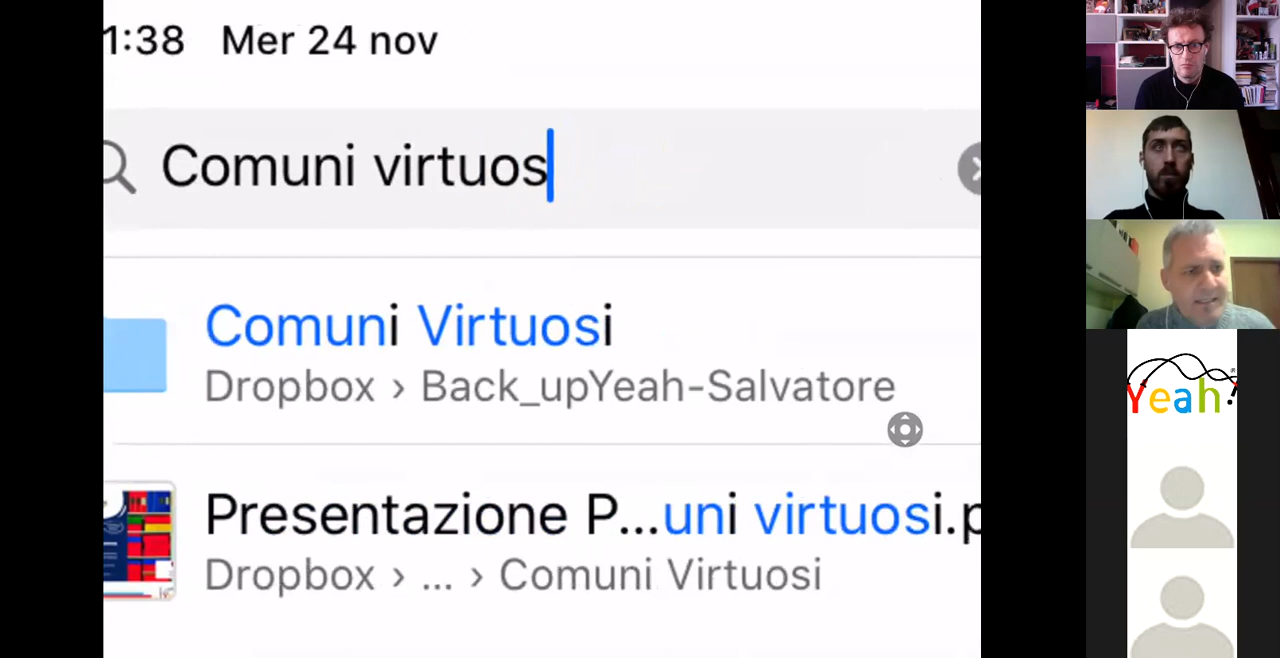 1:38 Mer 24 nov
Comuni virtuos
Comuni Virtuosi
Dropbox › Back_upYeah-Salvatore
Presentazione P...uni virtuosi.p
Dropbox › ... › Comuni Virtuosi
Yeah!